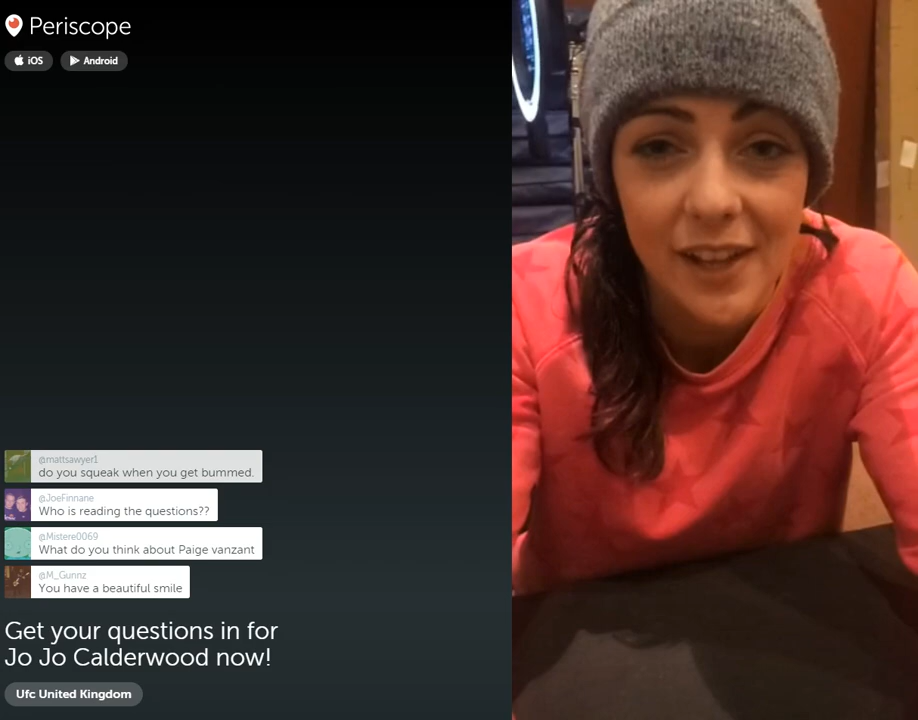 Periscope
iOS
Android
@mattsawyer1
do you squeak when you get bummed.
@JoeFinnane
Who is reading the questions??
@Mistere0069
What do you think about Paige vanzant
@M_Gunnz
You have a beautiful smile
Get your questions in for
Jo Jo Calderwood now!
Ufc United Kingdom